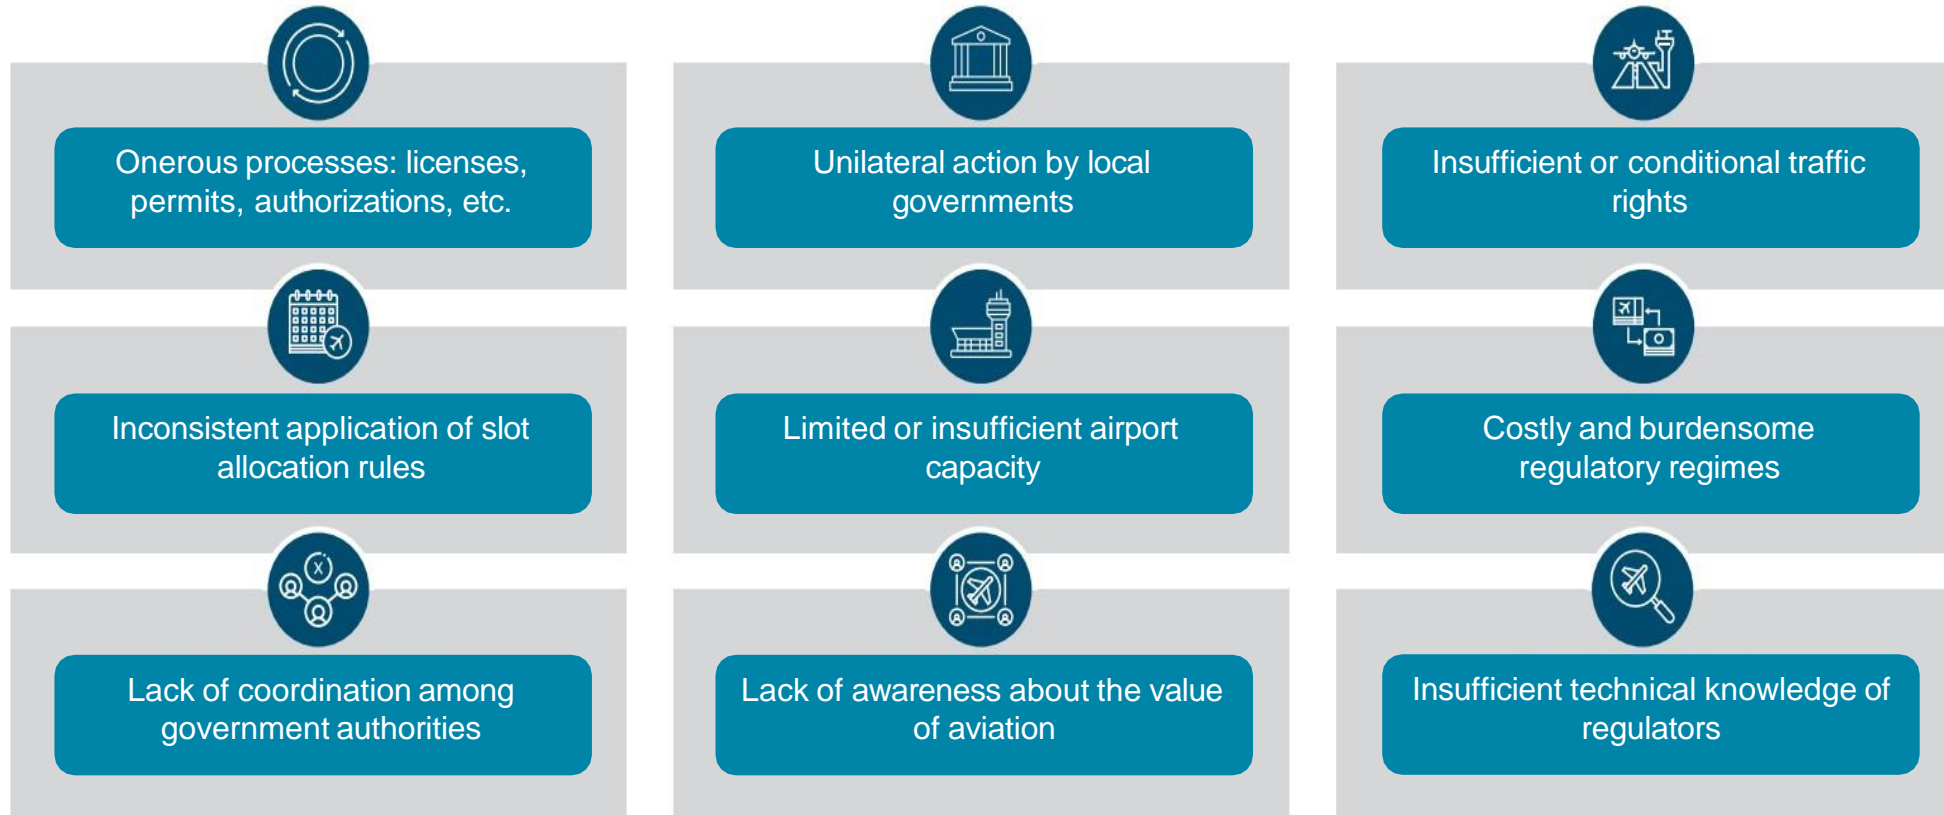 Onerous processes: licenses,
permits, authorizations, etc.
Unilateral action by local
governments
Insufficient or conditional traffic
rights
Inconsistent application of slot
allocation rules
Limited or insufficient airport
capacity
Costly and burdensome
regulatory regimes
Lack of coordination among
government authorities
Lack of awareness about the value
of aviation
Insufficient technical knowledge of
regulators